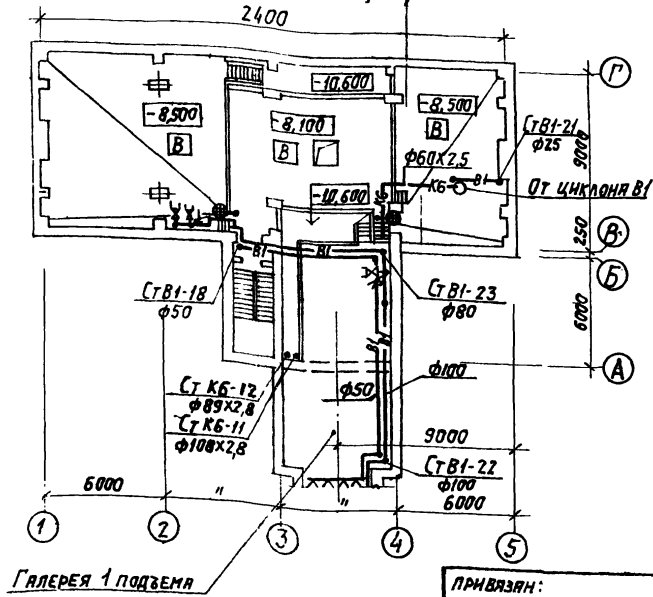 2400
Г
-10,600
-8,500
-8,100
-8,500
СтВ1-21
ф25
В
В
В
ф60х2,5
9000
К6
В1
От циклона В1
К6
-10,600
250
В
Б
В1
В1
СтВ1-18
ф50
СтВ1-23
ф80
6000
А
В1
В1
Ст К6-12
ф89х2,8
Ст К6-11
ф108х2,8
ф50
ф100
9000
СтВ1-22
ф100
6000
"
"
6000
1
2
3
4
5
Галерея 1 подъема
Привязан: